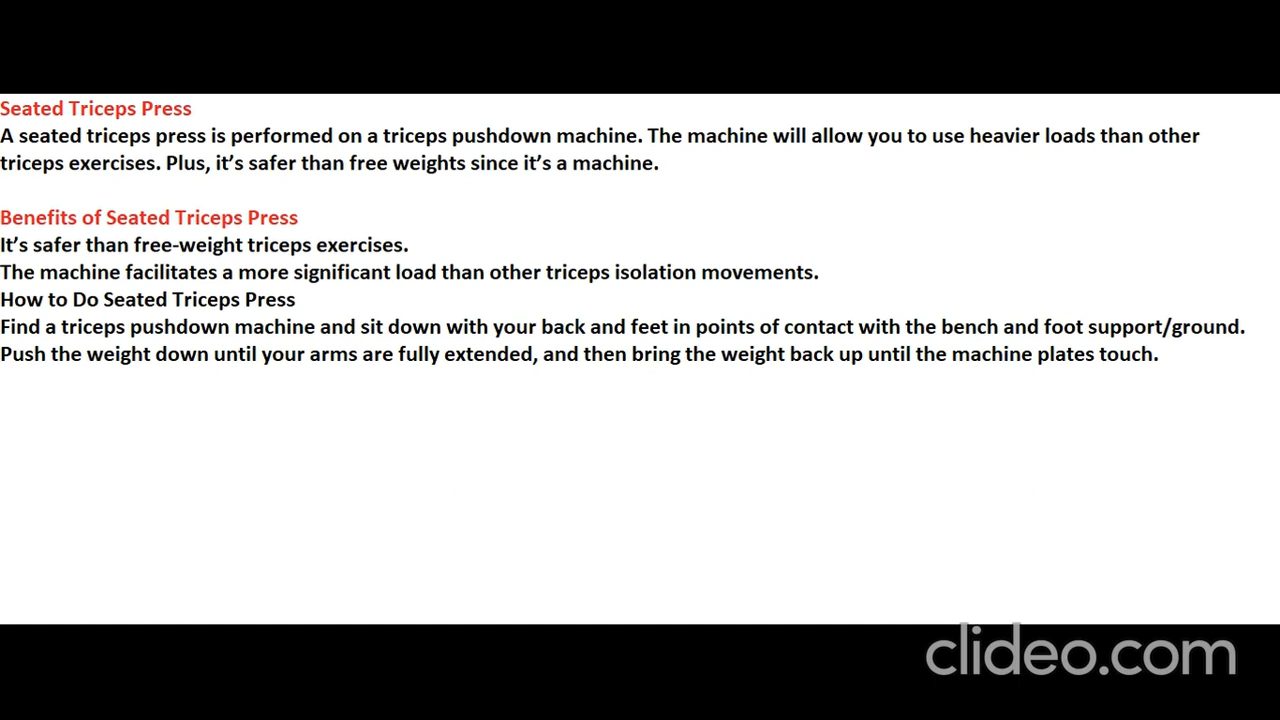 Seated Triceps Press
A seated triceps press is performed on a triceps pushdown machine. The machine will allow you to use heavier loads than other
triceps exercises. Plus, it’s safer than free weights since it’s a machine.
Benefits of Seated Triceps Press
It’s safer than free-weight triceps exercises.
The machine facilitates a more significant load than other triceps isolation movements.
How to Do Seated Triceps Press
Find a triceps pushdown machine and sit down with your back and feet in points of contact with the bench and foot support/ground.
Push the weight down until your arms are fully extended, and then bring the weight back up until the machine plates touch.
clideo.com